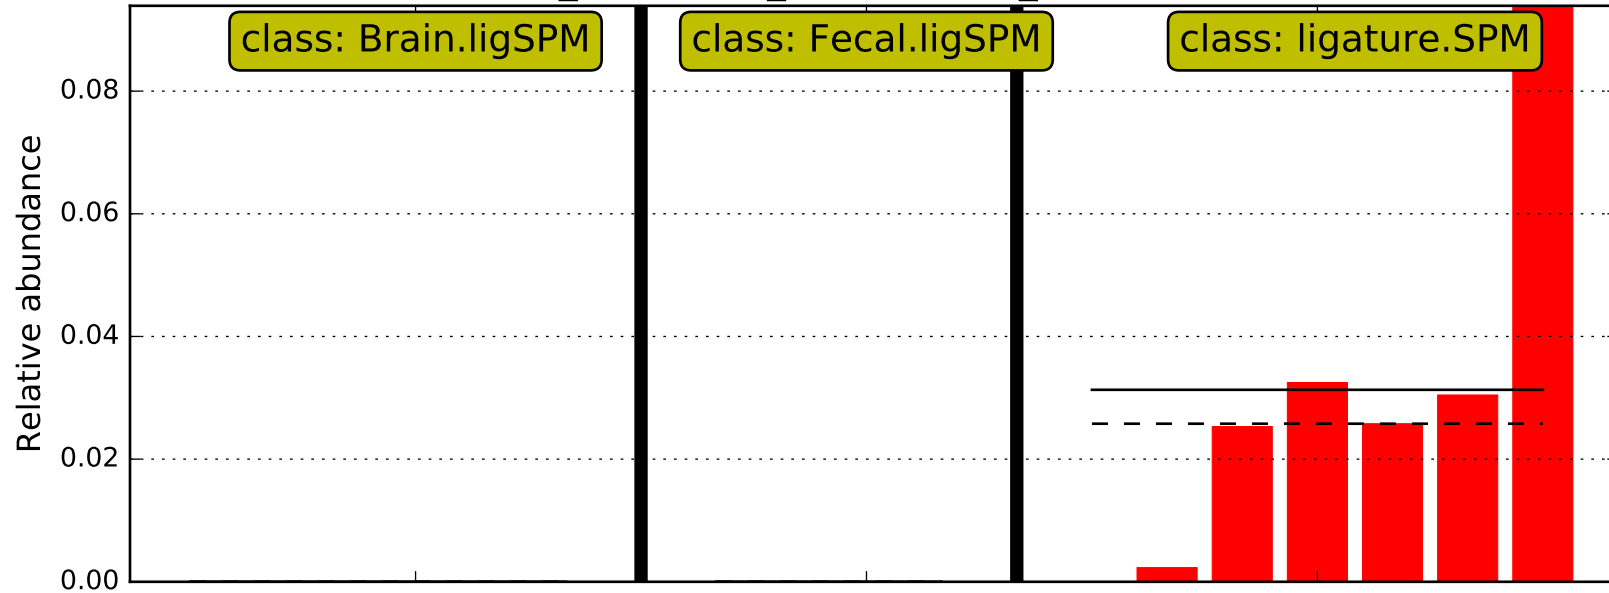 class: Brain.ligSPM
class: Fecal.ligSPM
class: ligature.SPM
Relative abundance
0.08
0.06
0.04
0.02
0.00